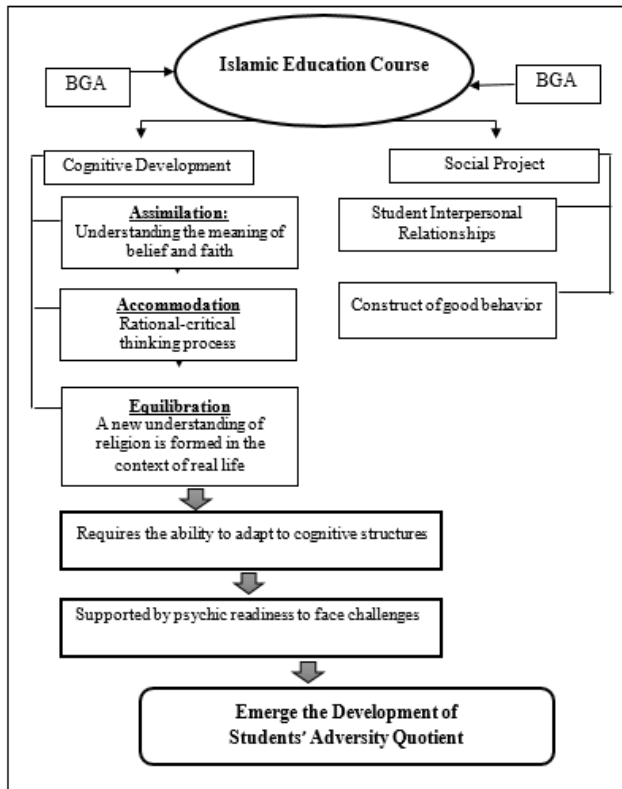 Islamic Education Course
BGA
BGA
Cognitive Development
Social Project
Assimilation:
Understanding the meaning of
belief and faith
Student Interpersonal
Relationships
Accommodation
Rational-critical
thinking process
Construct of good behavior
Equilibration
A new understanding of
religion is formed in the
context of real life
Requires the ability to adapt to cognitive structures
Supported by psychic readiness to face challenges
Emerge the Development of
Students' Adversity Quotient